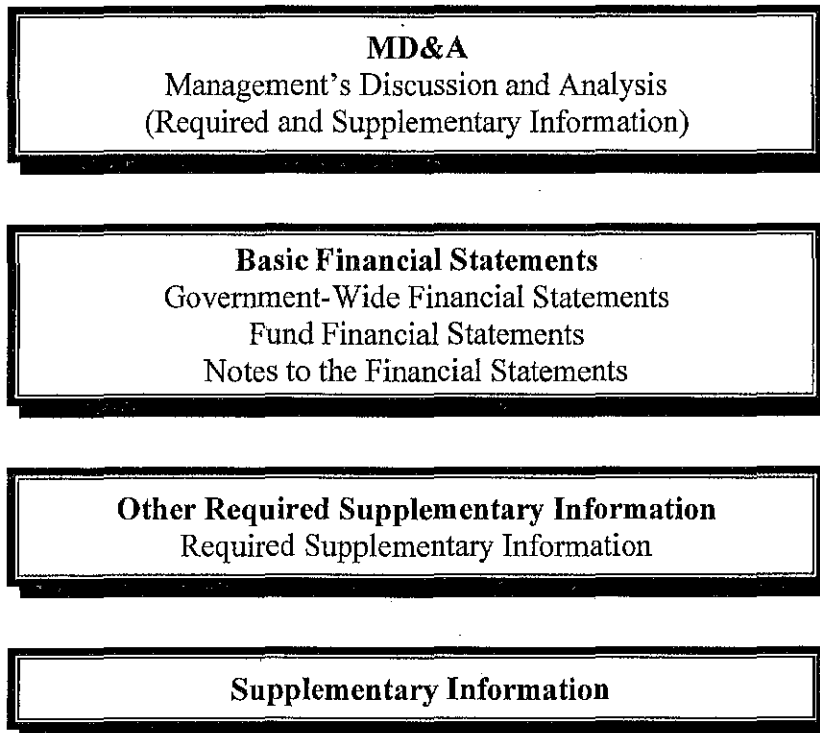 MD&A
Management's Discussion and Analysis
(Required and Supplementary Information)
Basic Financial Statements
Government-Wide Financial Statements
Fund Financial Statements
Notes to the Financial Statements
Other Required Supplementary Information
Required Supplementary Information
Supplementary Information